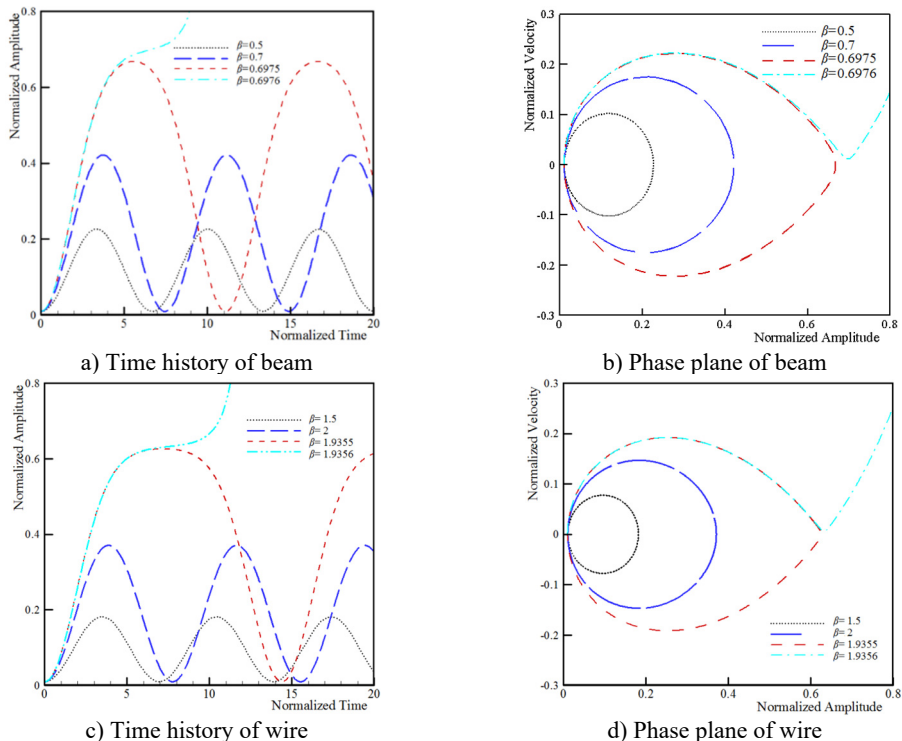 Normalized Amplitude
0.8
0.6
0.4
0.2
0
0
5
10
15
20
Normalized Time
β=0.5
β=0.7
β=0.6975
β=0.6976
a) Time history of beam
Normalized Velocity
0.3
0.2
0.1
0
-0.1
-0.2
-0.3
0
0.2
0.4
0.6
0.8
Normalized Amplitude
β=0.5
β=0.7
β=0.6975
β=0.6976
b) Phase plane of beam
Normalized Amplitude
0.8
0.6
0.4
0.2
0
0
5
10
15
20
Normalized Time
β= 1.5
β= 2
β= 1.9355
β= 1.9356
c) Time history of wire
Normalized Velocity
0.3
0.2
0.1
0
-0.1
-0.2
-0.3
0
0.2
0.4
0.6
0.8
Normalized Amplitude
β= 1.5
β= 2
β= 1.9355
β= 1.9356
d) Phase plane of wire